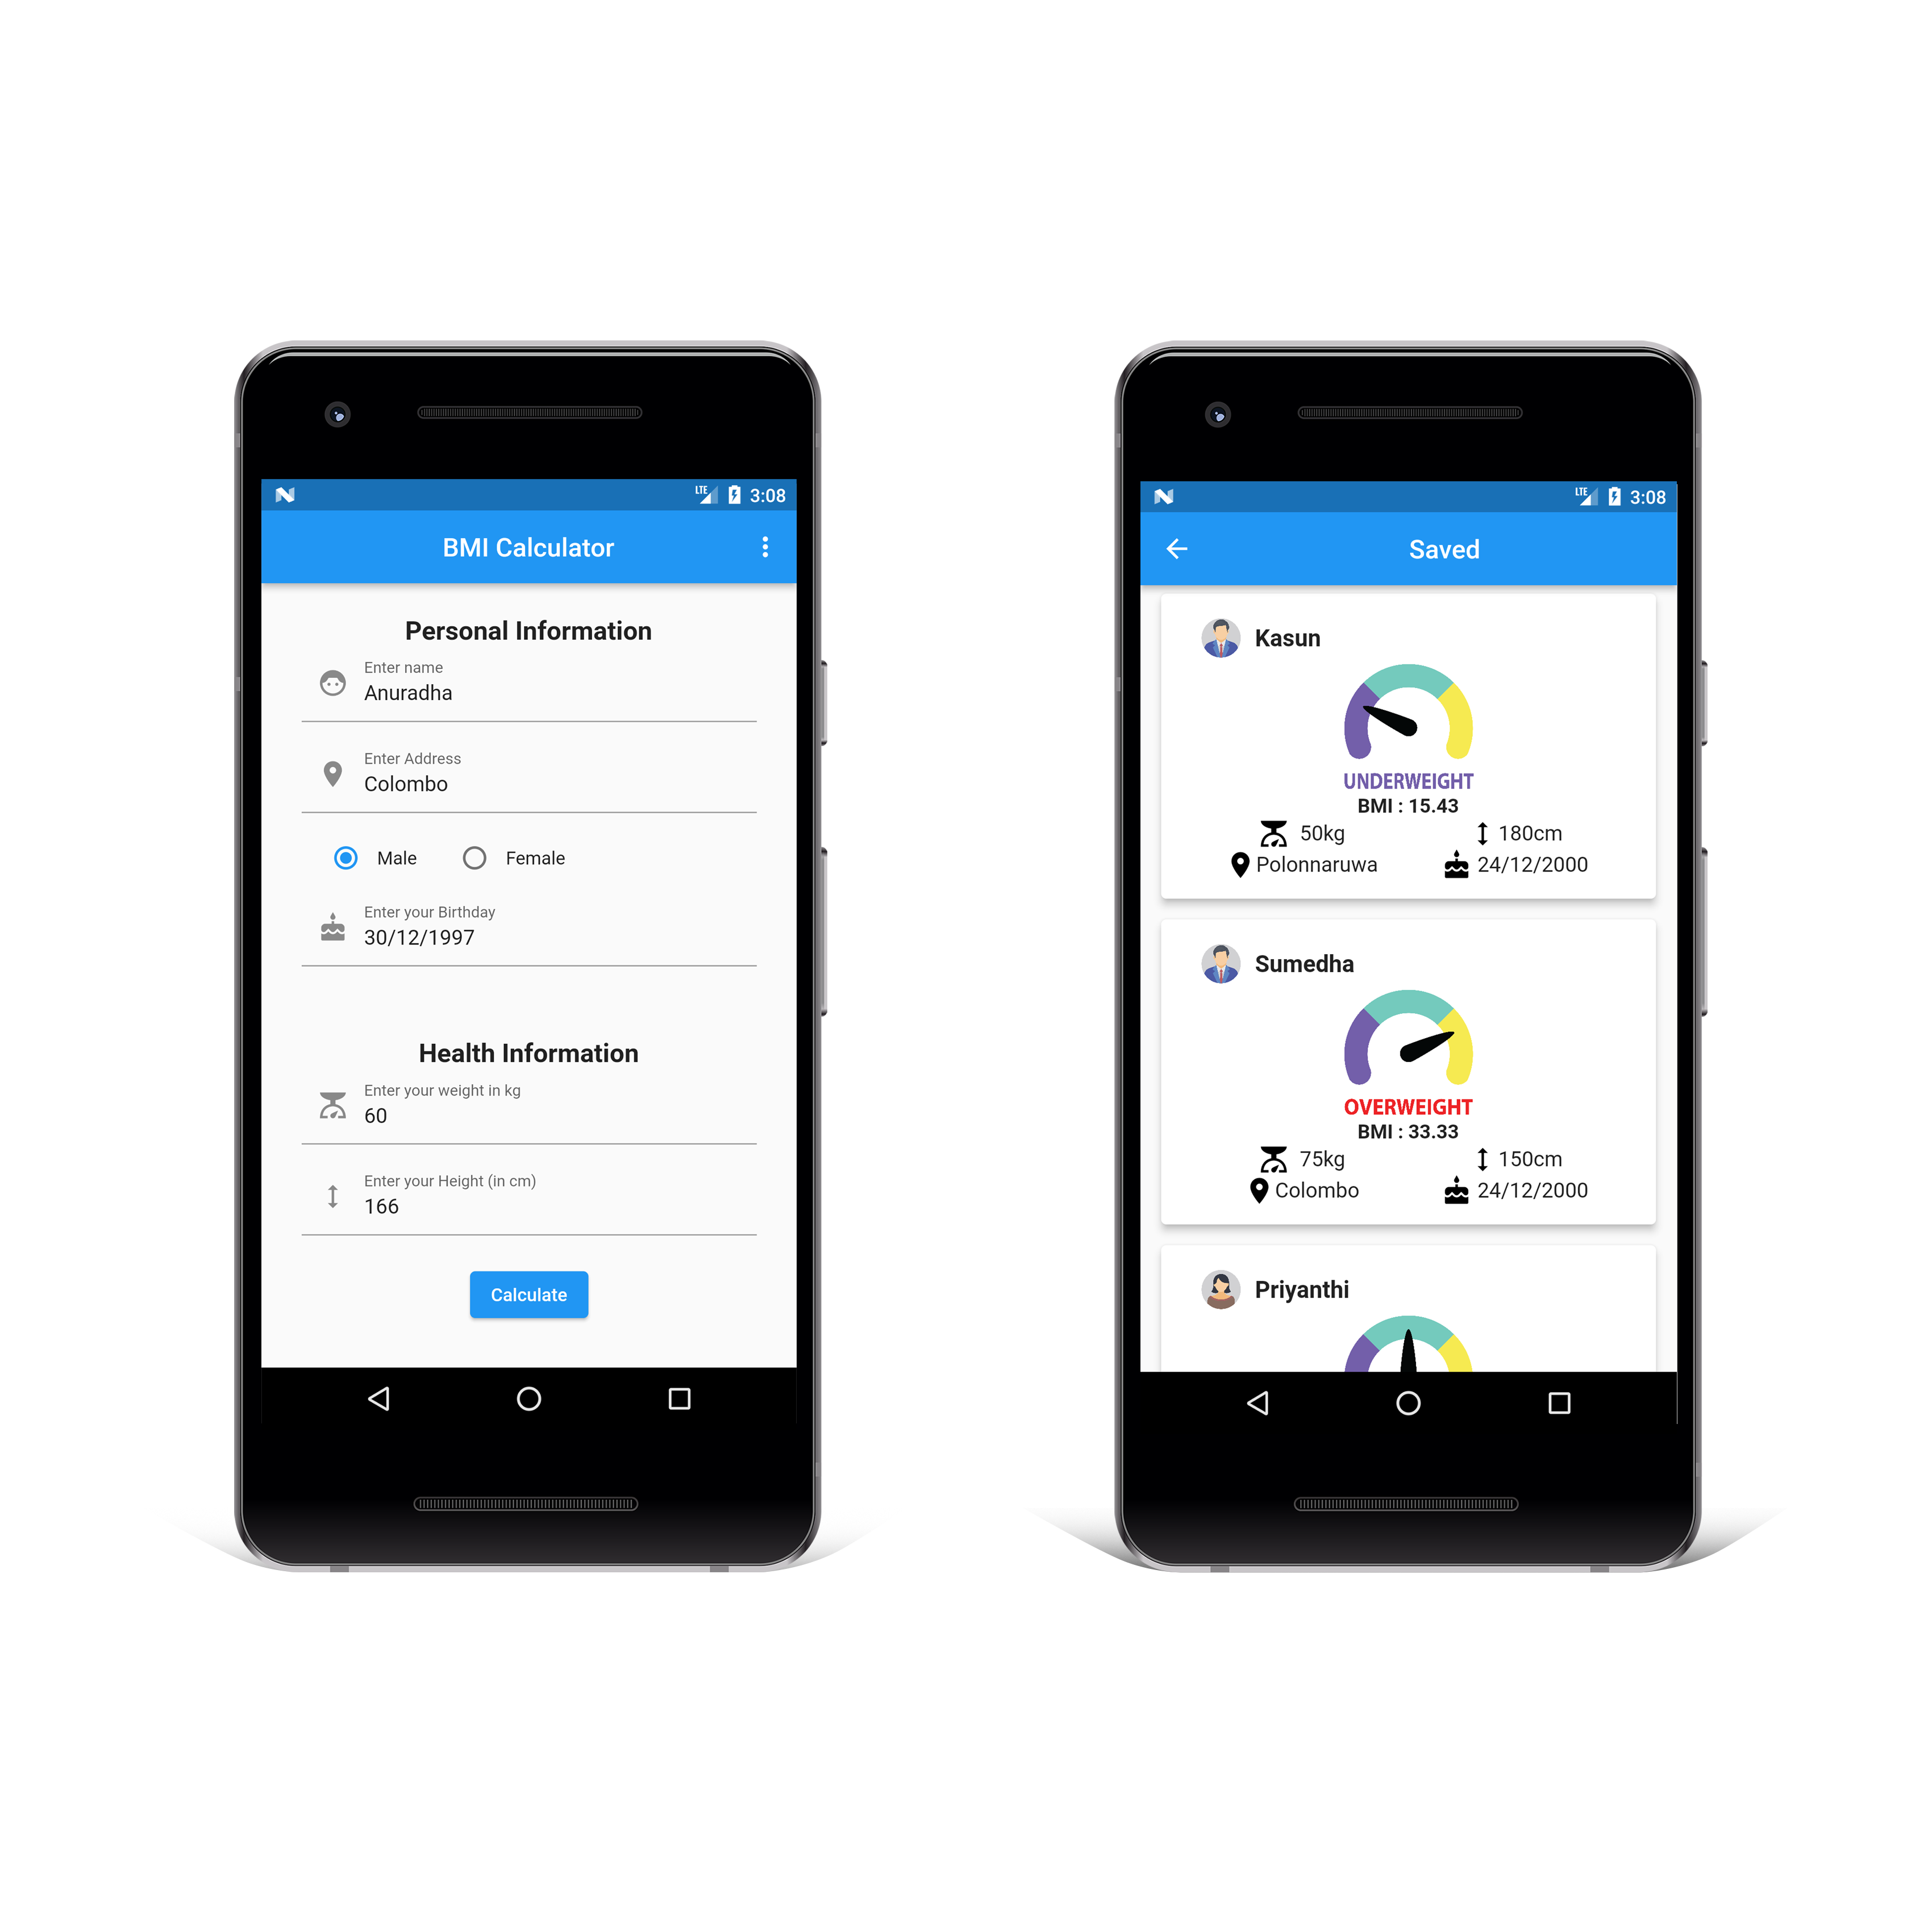 LTE 3:08
BMI Calculator
Personal Information
Enter name
Anuradha
Enter Address
Colombo
Male Female
Enter your Birthday
30/12/1997
Health Information
Enter your weight in kg
60
Enter your Height (in cm)
166
Calculate
LTE 3:08
Saved
Kasun
UNDERWEIGHT
BMI : 15.43
50kg 180cm
Polonnaruwa 24/12/2000
Sumedha
OVERWEIGHT
BMI : 33.33
75kg 150cm
Colombo 24/12/2000
Priyanthi